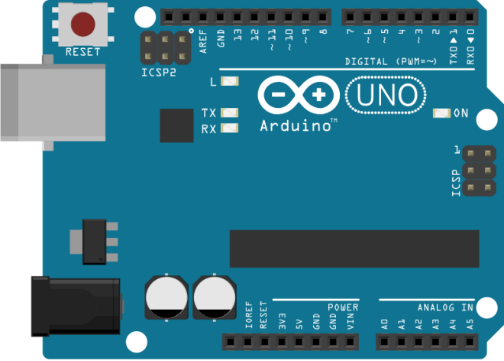 RESET
ICSP2
AREF
GND
13
12
~11
~10
~9
8
7
~6
~5
4
~3
2
TXD▶1
RXD◀0
DIGITAL (PWM=~)
L
TX
RX
Arduino™
UNO
ON
1
ICSP
IOREF
RESET
3V3
5V
GND
GND
VIN
POWER
ANALOG IN
A0
A1
A2
A3
A4
A5